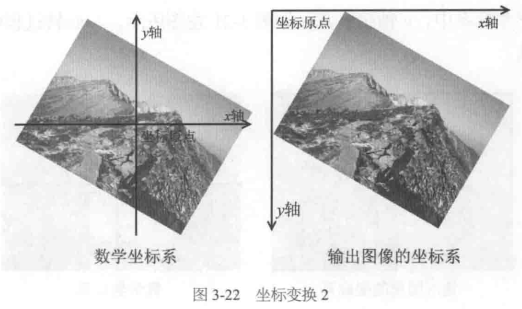 y轴
x轴
坐标原点
数学坐标系
坐标原点
x轴
y轴
输出图像的坐标系
图 3-22 坐标变换 2